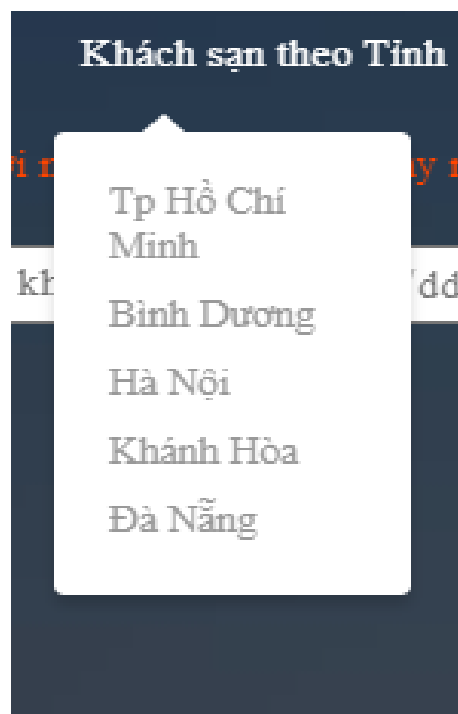 Khách sạn theo Tỉnh
Tp Hồ Chí
Minh
Bình Dương
Hà Nội
Khánh Hòa
Đà Nẵng